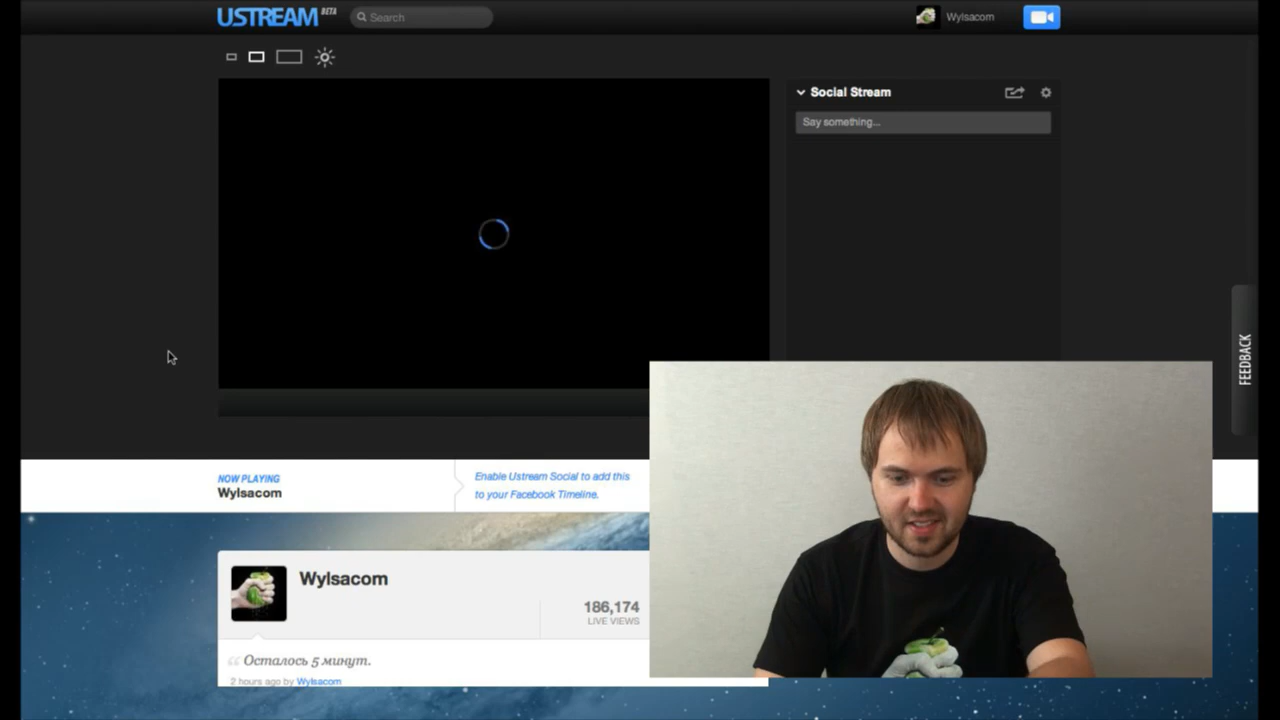 USTREAM BETA
Search
Wylsacom
Social Stream
Say something...
FEEDBACK
NOW PLAYING
Wylsacom
Enable Ustream Social to add this
to your Facebook Timeline.
Wylsacom
186,174
LIVE VIEWS
Осталось 5 минут.
2 hours ago by Wylsacom